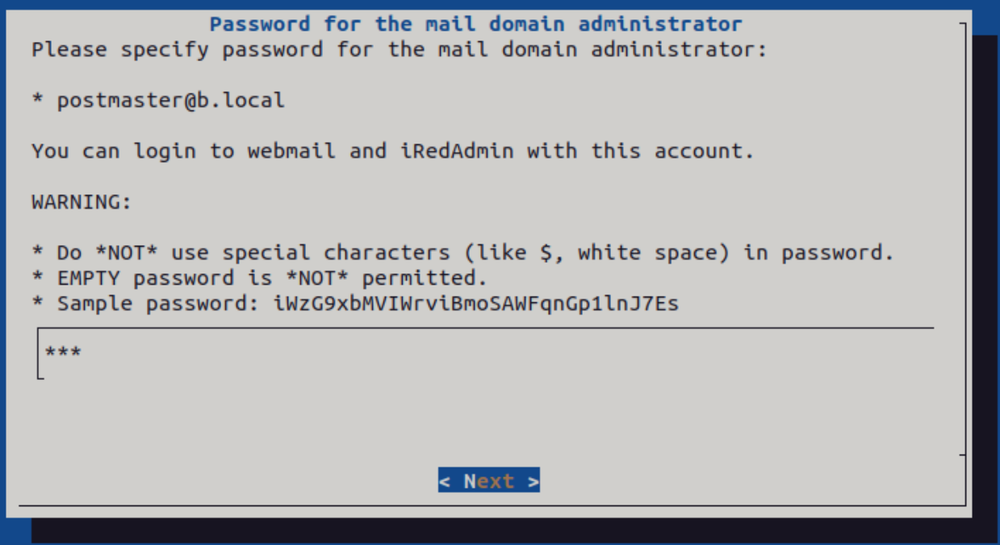 Password for the mail domain administrator
Please specify password for the mail domain administrator:
* postmaster@b.local
You can login to webmail and iRedAdmin with this account.
WARNING:
* Do *NOT* use special characters (like $, white space) in password.
* EMPTY password is *NOT* permitted.
* Sample password: iWzG9xbMVIWrviBmoSAWFqnGp1lnJ7Es
***
< Next >